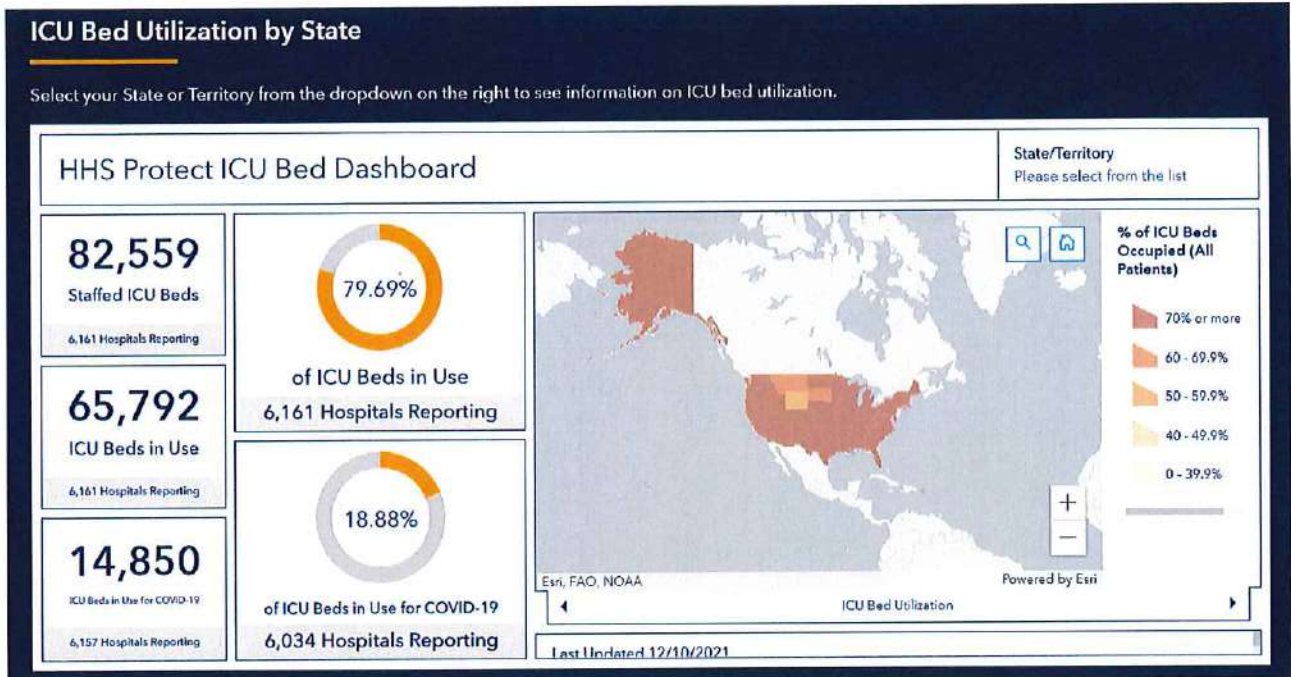 ICU Bed Utilization by State
Select your State or Territory from the dropdown on the right to see information on ICU bed utilization.
HHS Protect ICU Bed Dashboard
State/Territory
Please select from the list
82,559
Staffed ICU Beds
6,161 Hospitals Reporting
65,792
ICU Beds in Use
6,161 Hospitals Reporting
14,850
ICU Beds in Use for COVID-19
6,157 Hospitals Reporting
79.69%
of ICU Beds in Use
6,161 Hospitals Reporting
18.88%
of ICU Beds in Use for COVID-19
6,034 Hospitals Reporting
% of ICU Beds
Occupied (All
Patients)
70% or more
60 - 69.9%
50 - 59.9%
40 - 49.9%
0 - 39.9%
+
−
Esri, FAO, NOAA
Powered by Esri
ICU Bed Utilization
Last Updated 12/10/2021